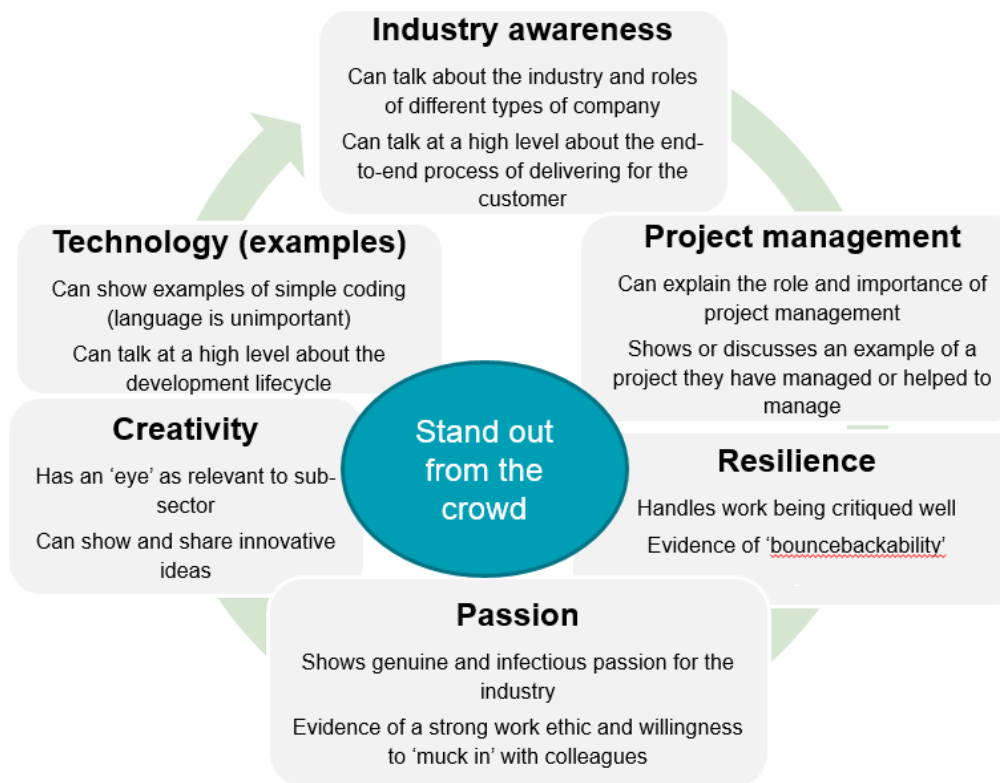 Industry awareness
Can talk about the industry and roles
of different types of company
Can talk at a high level about the end-
to-end process of delivering for the
customer
Project management
Can explain the role and importance of
project management
Shows or discusses an example of a
project they have managed or helped to
manage
Resilience
Handles work being critiqued well
Evidence of ‘bouncebackability’
Passion
Shows genuine and infectious passion for the
industry
Evidence of a strong work ethic and willingness
to ‘muck in’ with colleagues
Creativity
Has an ‘eye’ as relevant to sub-
sector
Can show and share innovative
ideas
Technology (examples)
Can show examples of simple coding
(language is unimportant)
Can talk at a high level about the
development lifecycle
Stand out
from the
crowd